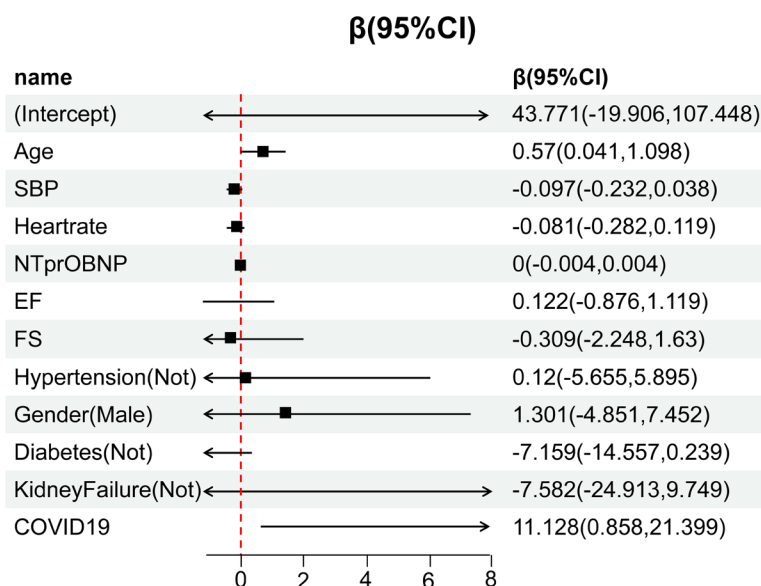 β(95%CI)
name β(95%CI)
(Intercept) 43.771(-19.906,107.448)
Age 0.57(0.041,1.098)
SBP -0.097(-0.232,0.038)
Heartrate -0.081(-0.282,0.119)
NTprOBNP 0(-0.004,0.004)
EF 0.122(-0.876,1.119)
FS -0.309(-2.248,1.63)
Hypertension(Not) 0.12(-5.655,5.895)
Gender(Male) 1.301(-4.851,7.452)
Diabetes(Not) -7.159(-14.557,0.239)
KidneyFailure(Not) -7.582(-24.913,9.749)
COVID19 11.128(0.858,21.399)
0 2 4 6 8